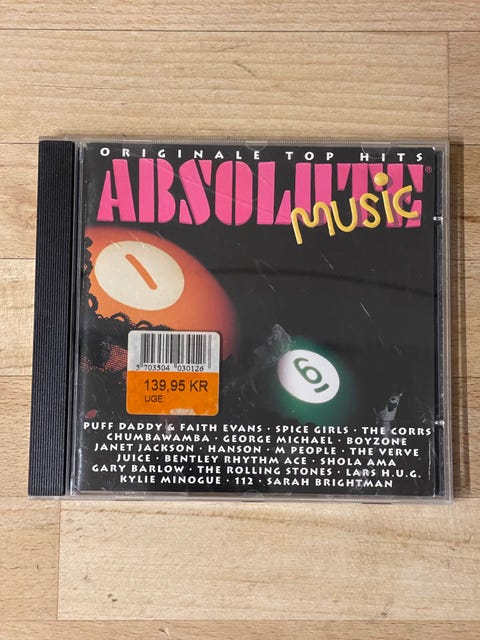 ORIGINALE TOP HITS
ABSOLUTE®
music
1
5 703504 030126
139,95 KR
UGE:
6
PUFF DADDY & FAITH EVANS · SPICE GIRLS · THE CORRS
CHUMBAWAMBA · GEORGE MICHAEL · BOYZONE
JANET JACKSON · HANSON · M PEOPLE · THE VERVE
JUICE · BENTLEY RHYTHM ACE · SHOLA AMA
GARY BARLOW · THE ROLLING STONES · LARS H.U.G.
KYLIE MINOGUE · 112 · SARAH BRIGHTMAN